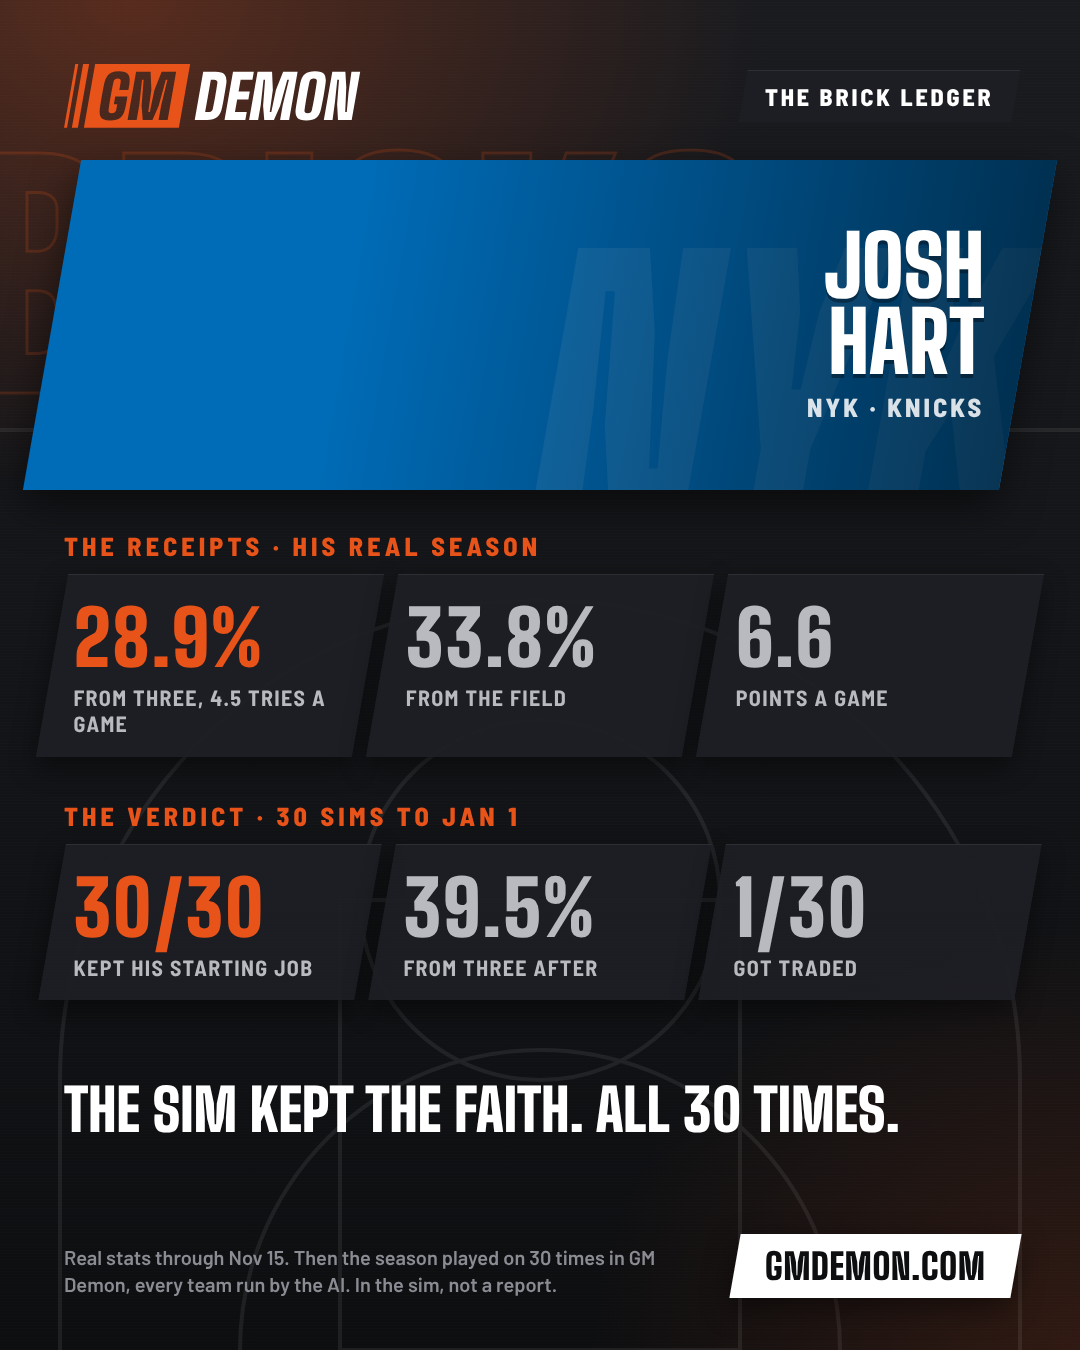 GM DEMON
THE BRICK LEDGER
BRICKS
NYK
JOSH
HART
NYK · KNICKS
THE RECEIPTS · HIS REAL SEASON
28.9%
FROM THREE, 4.5 TRIES A
GAME
33.8%
FROM THE FIELD
6.6
POINTS A GAME
THE VERDICT · 30 SIMS TO JAN 1
30/30
KEPT HIS STARTING JOB
39.5%
FROM THREE AFTER
1/30
GOT TRADED
THE SIM KEPT THE FAITH. ALL 30 TIMES.
Real stats through Nov 15. Then the season played on 30 times in GM
Demon, every team run by the AI. In the sim, not a report.
GMDEMON.COM